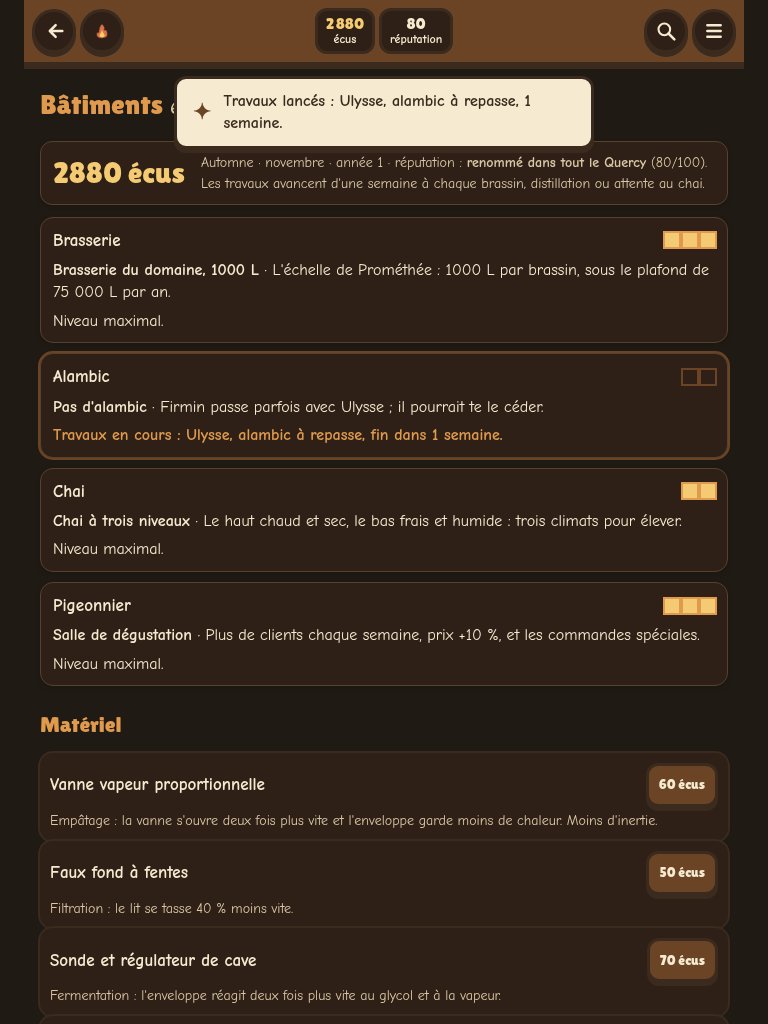 2 880
écus
80
réputation
Bâtiments
Travaux lancés : Ulysse, alambic à repasse, 1
semaine.
2880 écus
Automne · novembre · année 1 · réputation : renommé dans tout le Quercy (80/100).
Les travaux avancent d'une semaine à chaque brassin, distillation ou attente au chai.
Brasserie
Brasserie du domaine, 1000 L · L'échelle de Prométhée : 1000 L par brassin, sous le plafond de
75 000 L par an.
Niveau maximal.
Alambic
Pas d'alambic · Firmin passe parfois avec Ulysse ; il pourrait te le céder.
Travaux en cours : Ulysse, alambic à repasse, fin dans 1 semaine.
Chai
Chai à trois niveaux · Le haut chaud et sec, le bas frais et humide : trois climats pour élever.
Niveau maximal.
Pigeonnier
Salle de dégustation · Plus de clients chaque semaine, prix +10 %, et les commandes spéciales.
Niveau maximal.
Matériel
Vanne vapeur proportionnelle
60 écus
Empâtage : la vanne s'ouvre deux fois plus vite et l'enveloppe garde moins de chaleur. Moins d'inertie.
Faux fond à fentes
50 écus
Filtration : le lit se tasse 40 % moins vite.
Sonde et régulateur de cave
70 écus
Fermentation : l'enveloppe réagit deux fois plus vite au glycol et à la vapeur.